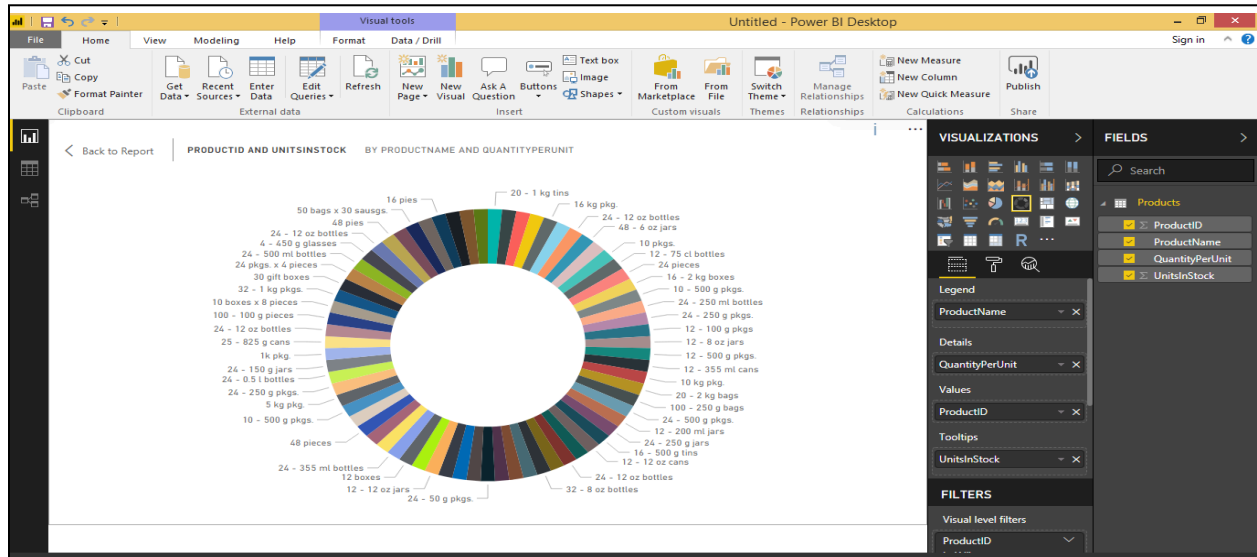 Visual tools
Untitled - Power BI Desktop
File Home View Modeling Help Format Data / Drill Sign in
Paste
Cut
Copy
Format Painter
Clipboard
Get Data
Recent Sources
Enter Data
Edit Queries
Refresh
External data
New Page
New Visual
Ask A Question
Buttons
Text box
Image
Shapes
Insert
From Marketplace
From File
Custom visuals
Switch Theme
Themes
Manage Relationships
Relationships
New Measure
New Column
New Quick Measure
Calculations
Publish
Share
Back to Report
PRODUCTID AND UNITSINSTOCK BY PRODUCTNAME AND QUANTITYPERUNIT
20 - 1 kg tins
16 kg pkg.
24 - 12 oz bottles
48 - 6 oz jars
10 pkgs.
12 - 75 cl bottles
24 pieces
16 - 2 kg boxes
10 - 500 g pkgs.
24 - 250 ml bottles
24 - 250 g pkgs.
12 - 100 g pkgs
12 - 8 oz jars
12 - 500 g pkgs.
12 - 355 ml cans
10 kg pkg.
20 - 2 kg bags
100 - 250 g bags
24 - 500 g pkgs.
12 - 200 ml jars
24 - 250 g jars
16 - 500 g tins
12 - 12 oz cans
24 - 12 oz bottles
32 - 8 oz bottles
24 - 50 g pkgs.
12 - 12 oz jars
12 boxes
24 - 355 ml bottles
48 pieces
10 - 500 g pkgs.
5 kg pkg.
24 - 250 g pkgs.
24 - 0.5 l bottles
24 - 150 g jars
1k pkg.
25 - 825 g cans
24 - 12 oz bottles
100 - 100 g pieces
10 boxes x 8 pieces
32 - 1 kg pkgs.
30 gift boxes
24 pkgs. x 4 pieces
24 - 500 ml bottles
4 - 450 g glasses
24 - 12 oz bottles
48 pies
50 bags x 30 sausgs.
16 pies
VISUALIZATIONS
R
Legend
ProductName
Details
QuantityPerUnit
Values
ProductID
Tooltips
UnitsInStock
FILTERS
Visual level filters
ProductID
FIELDS
Search
Products
ProductID
ProductName
QuantityPerUnit
UnitsInStock